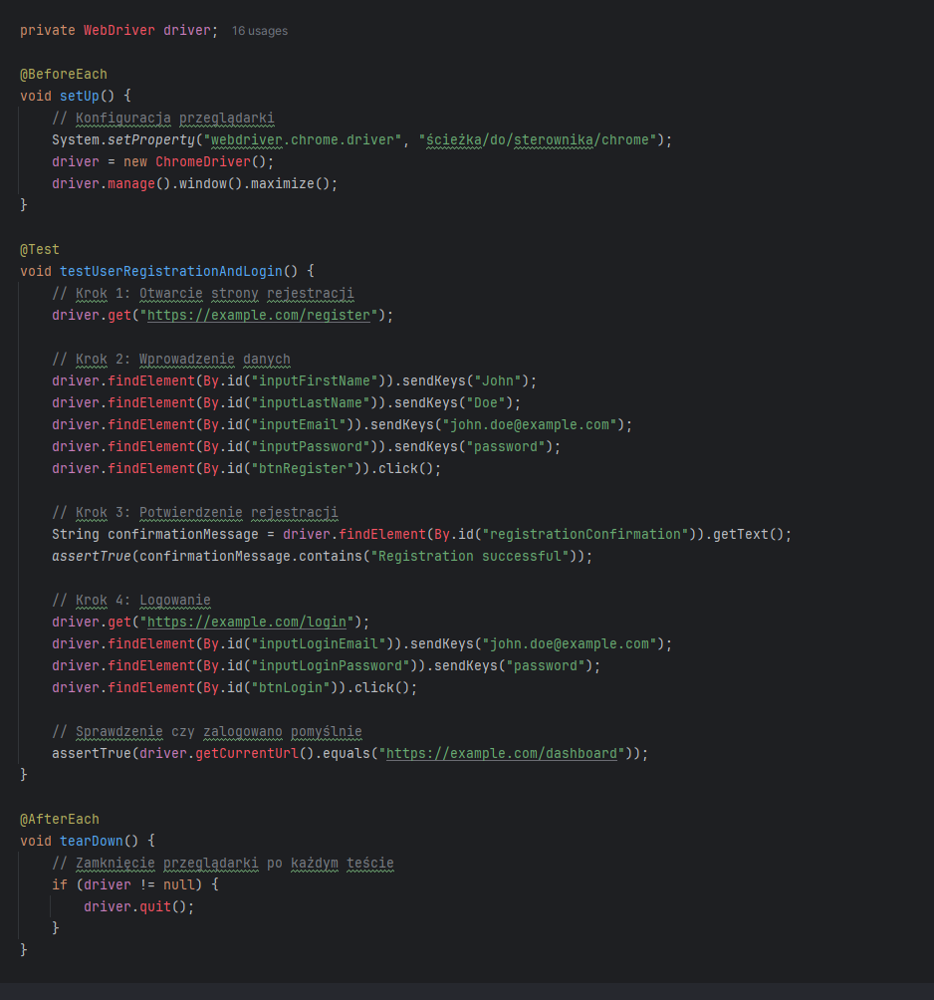 private WebDriver driver; 16 usages
@BeforeEach
void setUp() {
// Konfiguracja przeglądarki
System.setProperty("webdriver.chrome.driver", "ścieżka/do/sterownika/chrome");
driver = new ChromeDriver();
driver.manage().window().maximize();
}
@Test
void testUserRegistrationAndLogin() {
// Krok 1: Otwarcie strony rejestracji
driver.get("https://example.com/register");
// Krok 2: Wprowadzenie danych
driver.findElement(By.id("inputFirstName")).sendKeys("John");
driver.findElement(By.id("inputLastName")).sendKeys("Doe");
driver.findElement(By.id("inputEmail")).sendKeys("john.doe@example.com");
driver.findElement(By.id("inputPassword")).sendKeys("password");
driver.findElement(By.id("btnRegister")).click();
// Krok 3: Potwierdzenie rejestracji
String confirmationMessage = driver.findElement(By.id("registrationConfirmation")).getText();
assertTrue(confirmationMessage.contains("Registration successful"));
// Krok 4: Logowanie
driver.get("https://example.com/login");
driver.findElement(By.id("inputLoginEmail")).sendKeys("john.doe@example.com");
driver.findElement(By.id("inputLoginPassword")).sendKeys("password");
driver.findElement(By.id("btnLogin")).click();
// Sprawdzenie czy zalogowano pomyślnie
assertTrue(driver.getCurrentUrl().equals("https://example.com/dashboard"));
}
@AfterEach
void tearDown() {
// Zamknięcie przeglądarki po każdym teście
if (driver != null) {
driver.quit();
}
}